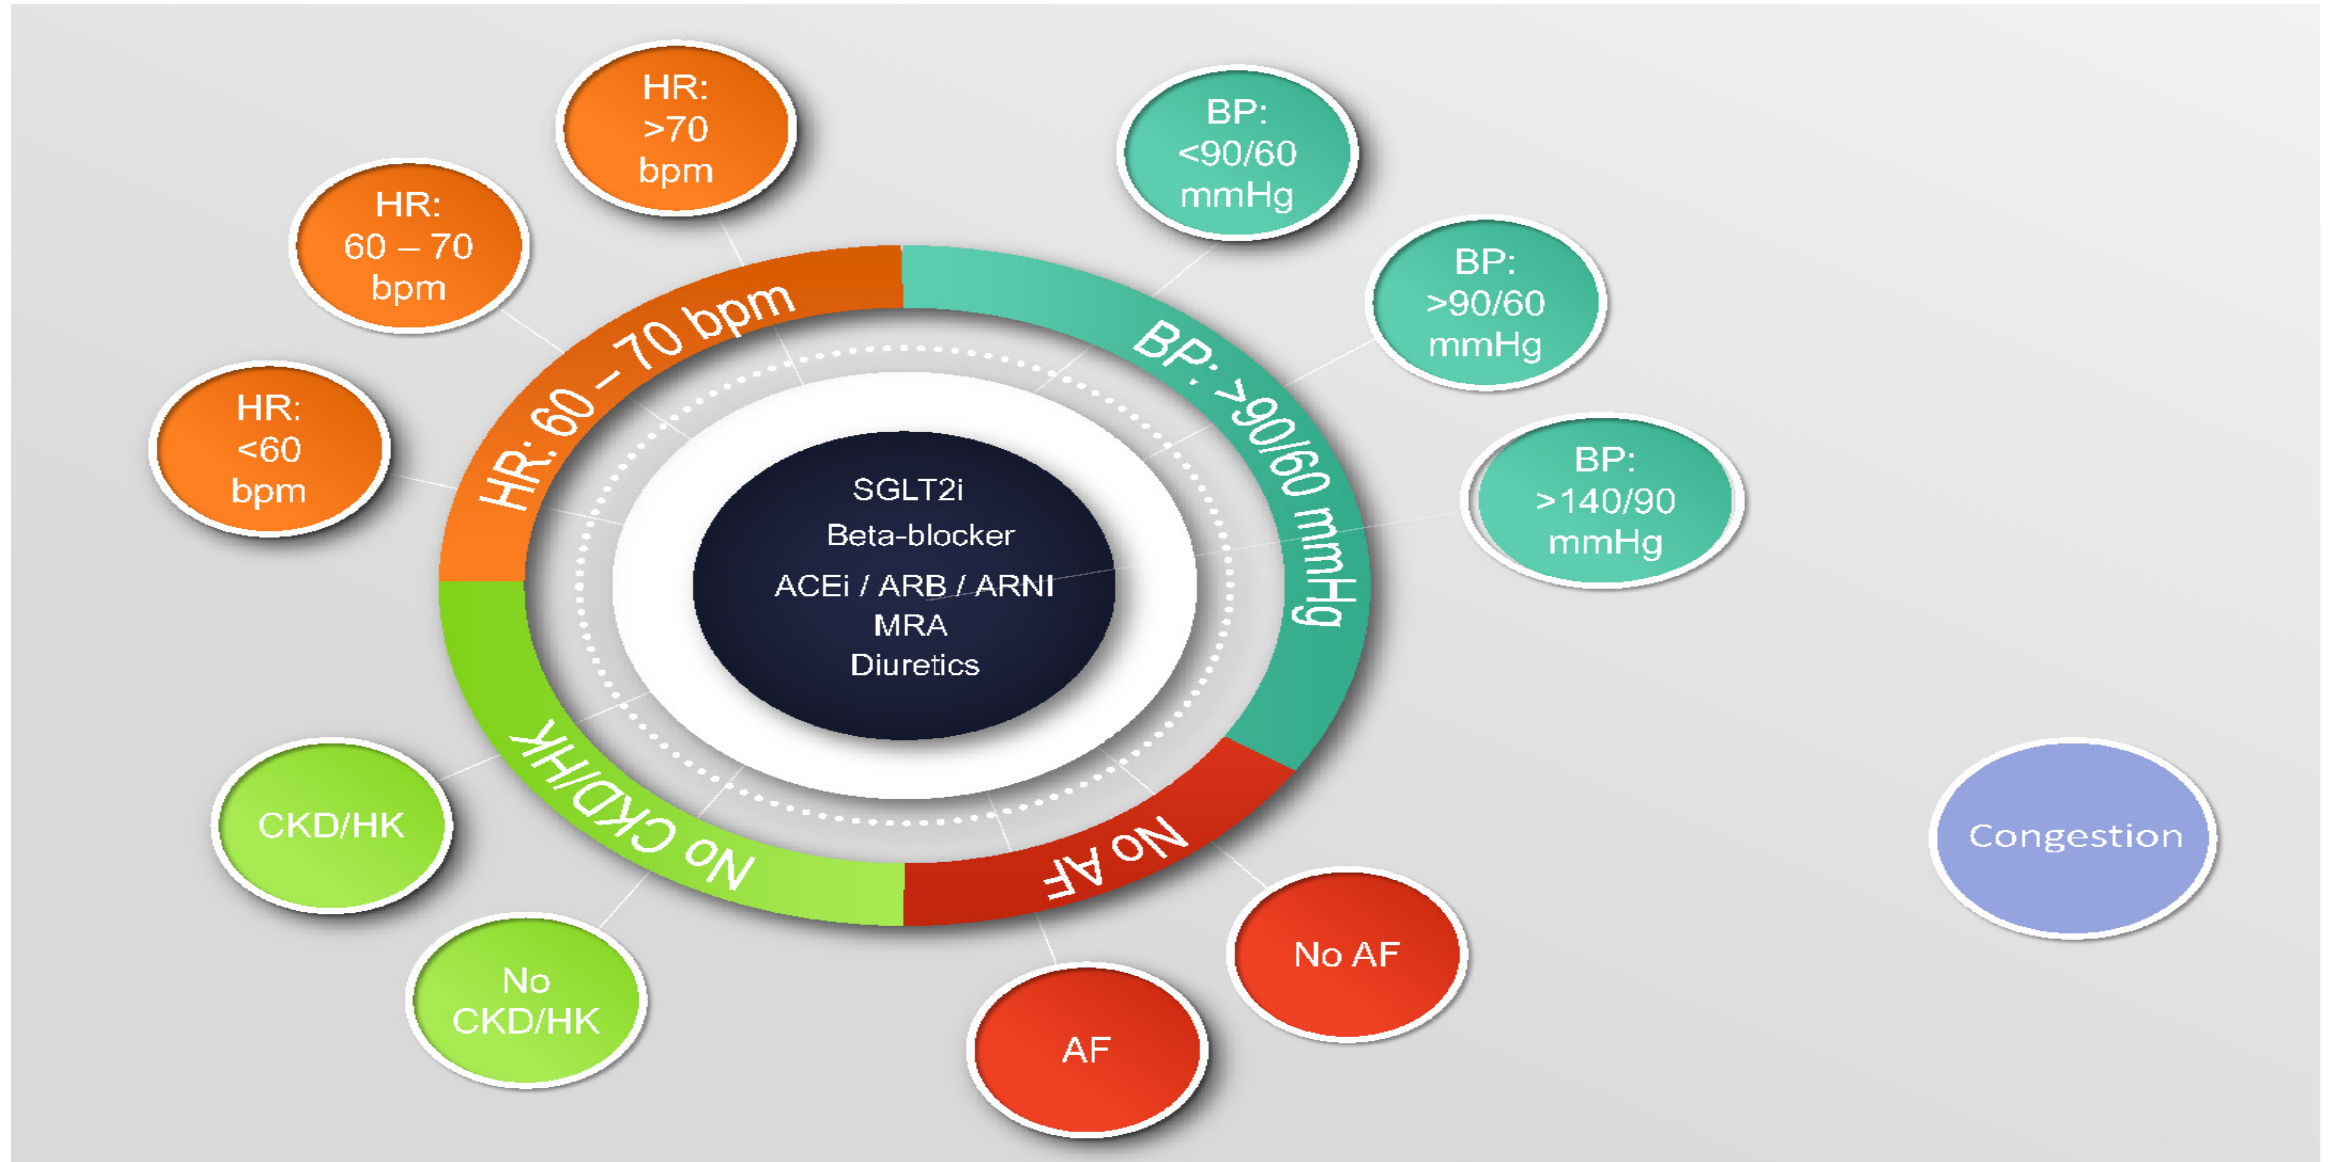 HR:
>70
bpm
HR:
60 – 70
bpm
HR:
<60
bpm
BP:
<90/60
mmHg
BP:
>90/60
mmHg
BP:
>140/90
mmHg
HR: 60 – 70 bpm
BP: >90/60 mmHg
SGLT2i
Beta-blocker
ACEi / ARB / ARNI
MRA
Diuretics
No CKD/HK
No AF
CKD/HK
No
CKD/HK
AF
No AF
Congestion